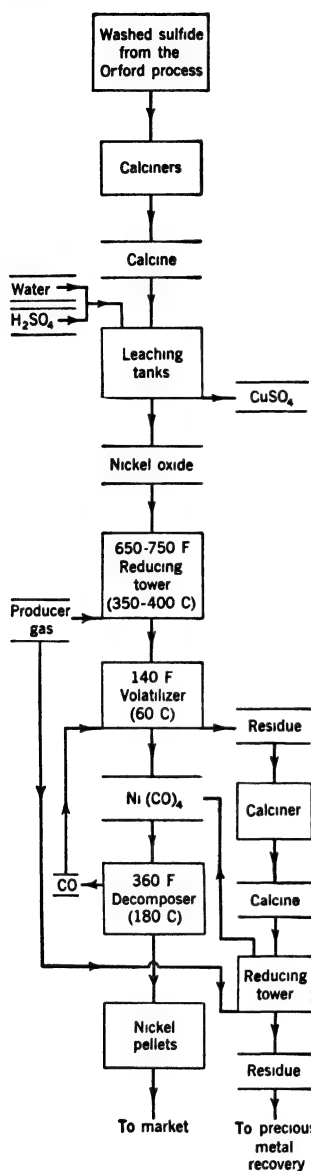 Washed sulfide
from the
Orford process
Calciners
Calcine
Water
H₂SO₄
Leaching
tanks
CuSO₄
Nickel oxide
650-750 F
Reducing
tower
(350-400 C)
Producer
gas
140 F
Volatilizer
(60 C)
Residue
Ni (CO)₄
Calciner
CO
360 F
Decomposer
(180 C)
Calcine
Reducing
tower
Nickel
pellets
Residue
To market
To precious
metal
recovery